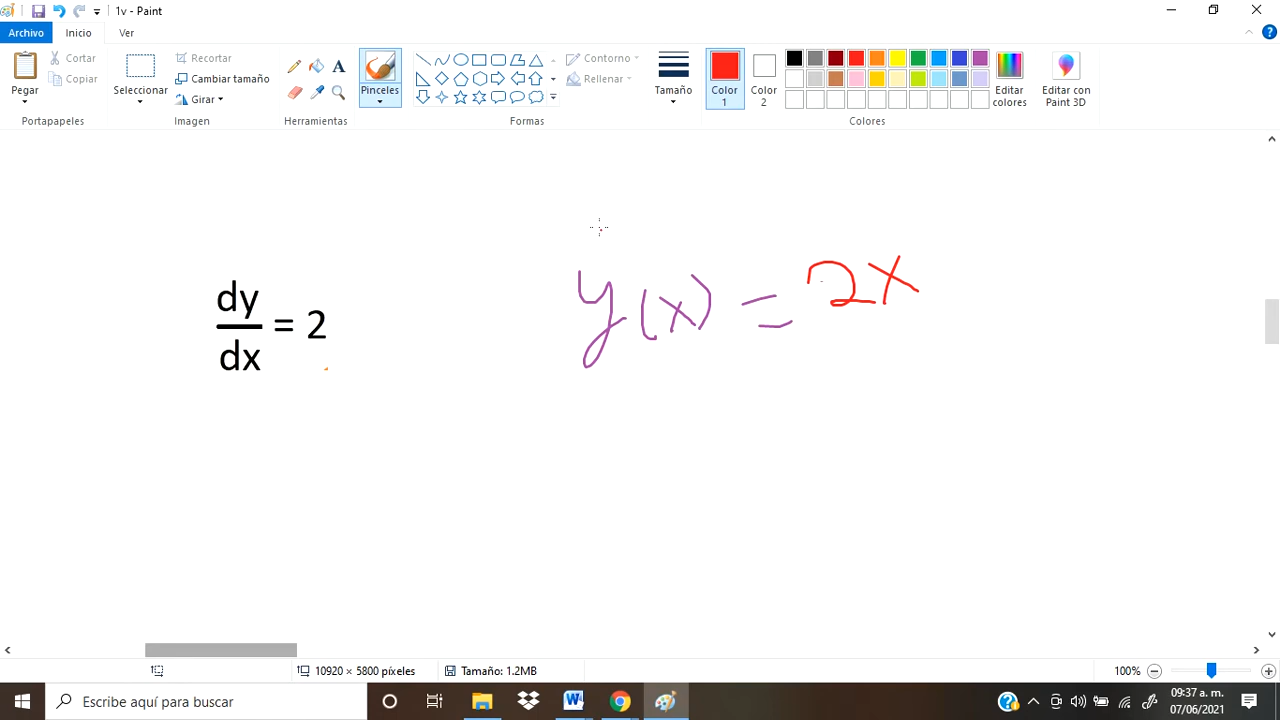 1v - Paint
Archivo Inicio Ver
Pegar
Cortar
Copiar
Portapapeles
Seleccionar
Recortar
Cambiar tamaño
Girar
Imagen
A
Herramientas
Pinceles
Contorno
Rellenar
Formas
Tamaño
Color 1
Color 2
Editar colores
Editar con Paint 3D
Colores
dy
dx
= 2
y(x) = 2x
10920 × 5800 píxeles
Tamaño: 1.2MB
100%
Escribe aquí para buscar
09:37 a. m.
07/06/2021